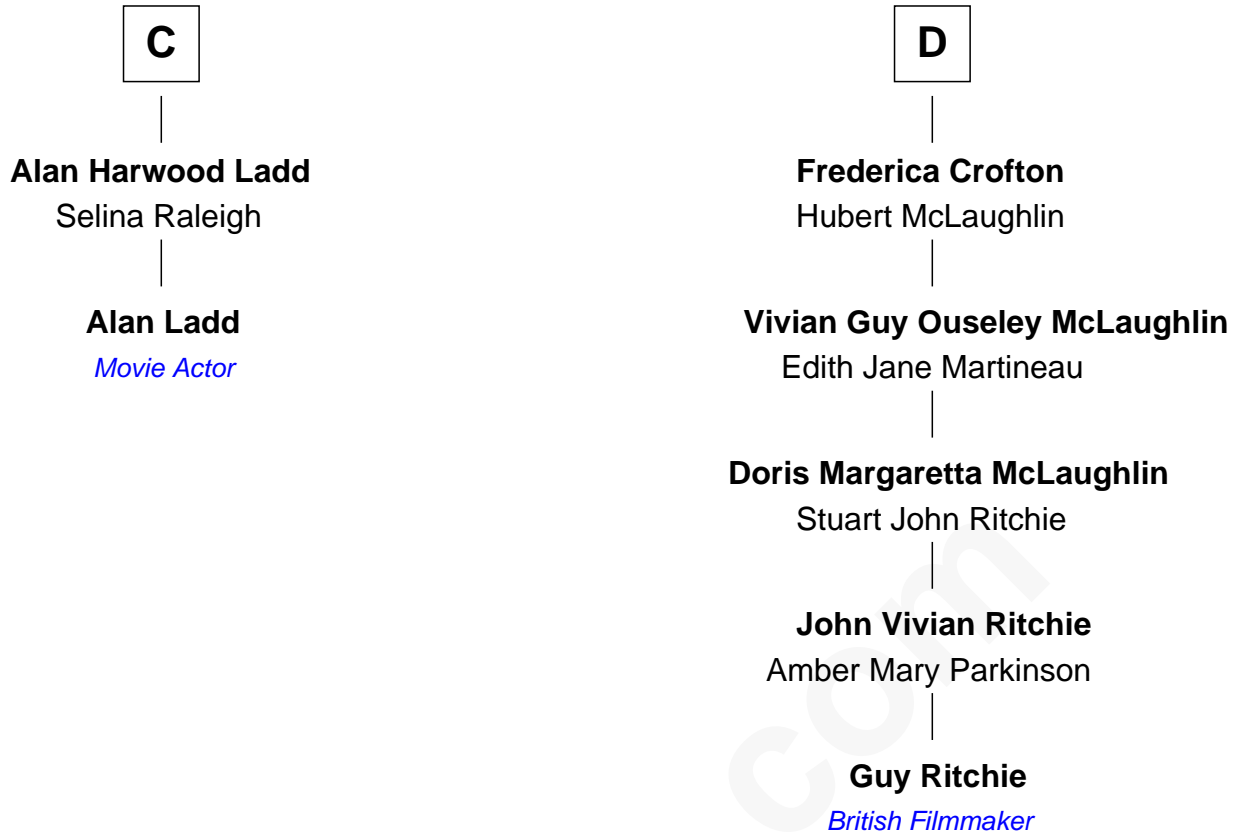 C
Alan Harwood Ladd
Selina Raleigh
Alan Ladd
Movie Actor
D
Frederica Crofton
Hubert McLaughlin
Vivian Guy Ouseley McLaughlin
Edith Jane Martineau
Doris Margaretta McLaughlin
Stuart John Ritchie
John Vivian Ritchie
Amber Mary Parkinson
Guy Ritchie
British Filmmaker
com